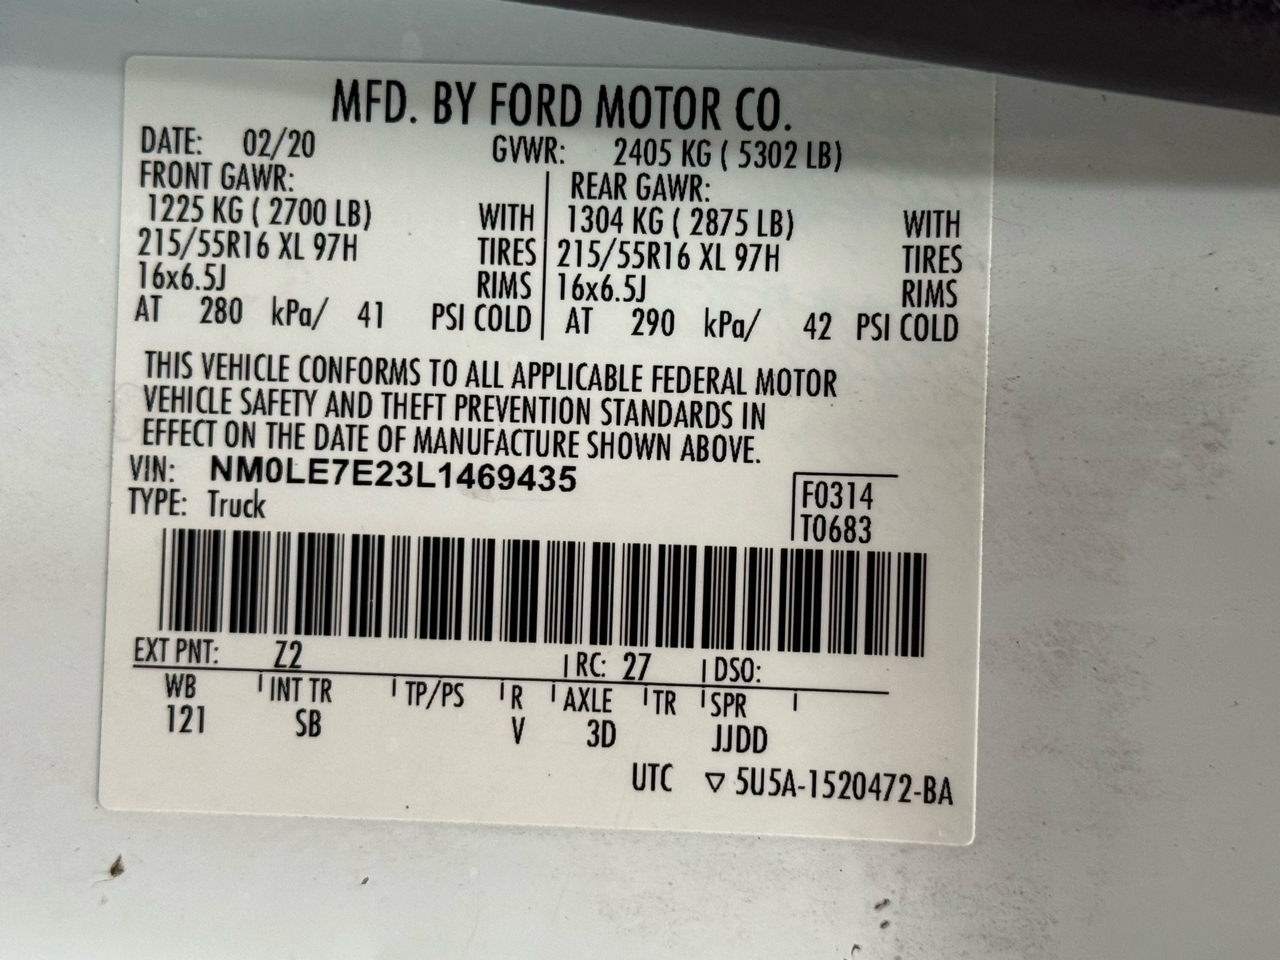 MFD. BY FORD MOTOR CO.
DATE: 02/20 GVWR: 2405 KG ( 5302 LB)
FRONT GAWR: REAR GAWR:
1225 KG ( 2700 LB) WITH 1304 KG ( 2875 LB) WITH
215/55R16 XL 97H TIRES 215/55R16 XL 97H TIRES
16x6.5J RIMS 16x6.5J RIMS
AT 280 kPa/ 41 PSI COLD AT 290 kPa/ 42 PSI COLD
THIS VEHICLE CONFORMS TO ALL APPLICABLE FEDERAL MOTOR
VEHICLE SAFETY AND THEFT PREVENTION STANDARDS IN
EFFECT ON THE DATE OF MANUFACTURE SHOWN ABOVE.
VIN: NM0LE7E23L1469435
F0314
TYPE: Truck
T0683
EXT PNT: Z2 RC: 27 DSO:
WB INT TR TP/PS R AXLE TR SPR
121 SB V 3D JJDD
UTC ▽ 5U5A-1520472-BA